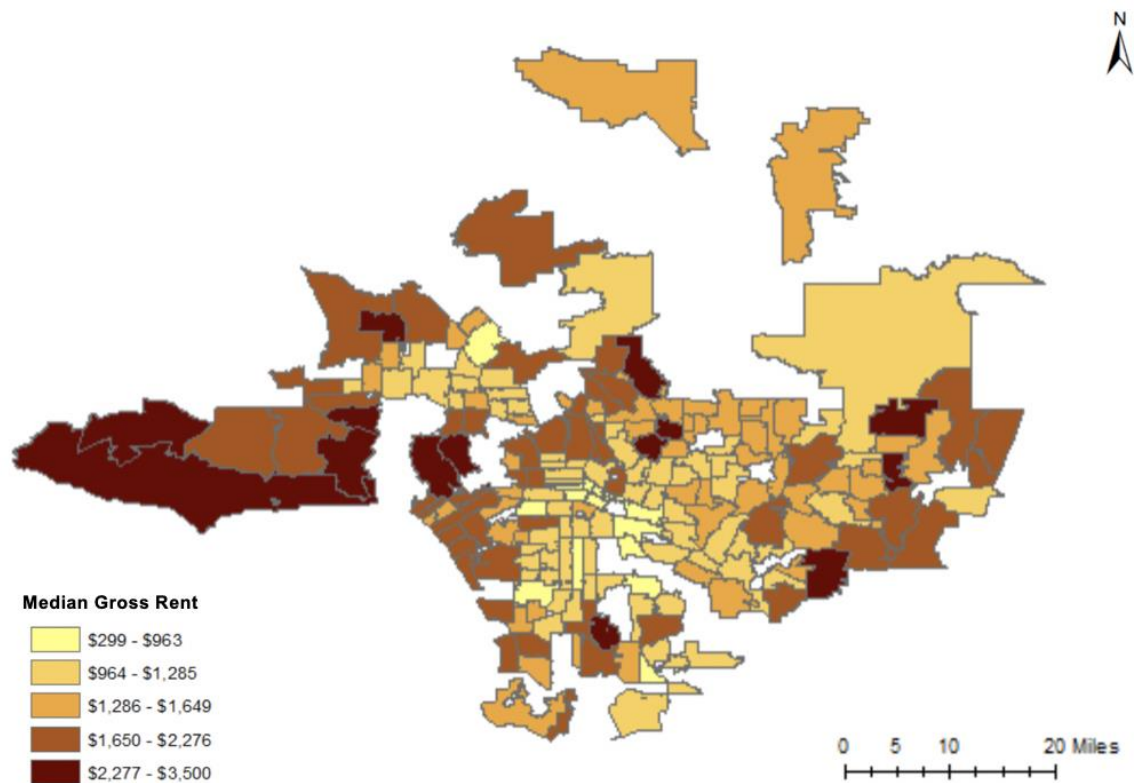 N
Median Gross Rent
$299 - $963
$964 - $1,285
$1,286 - $1,649
$1,650 - $2,276
$2,277 - $3,500
0 5 10 20 Miles